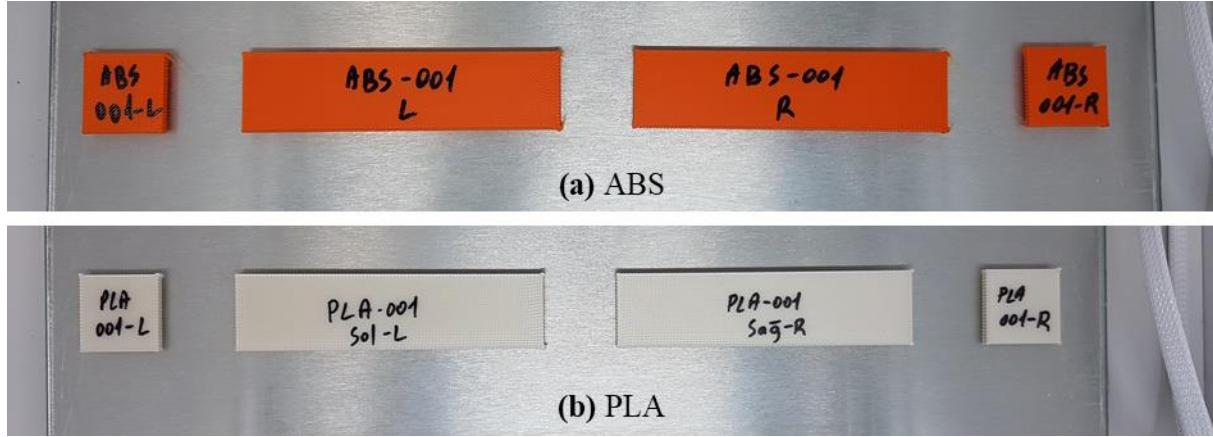 ABS
001-L
ABS-001
L
ABS-001
R
ABS
001-R
(a) ABS
PLA
001-L
PLA-001
Sol-L
PLA-001
Sağ-R
PLA
001-R
(b) PLA